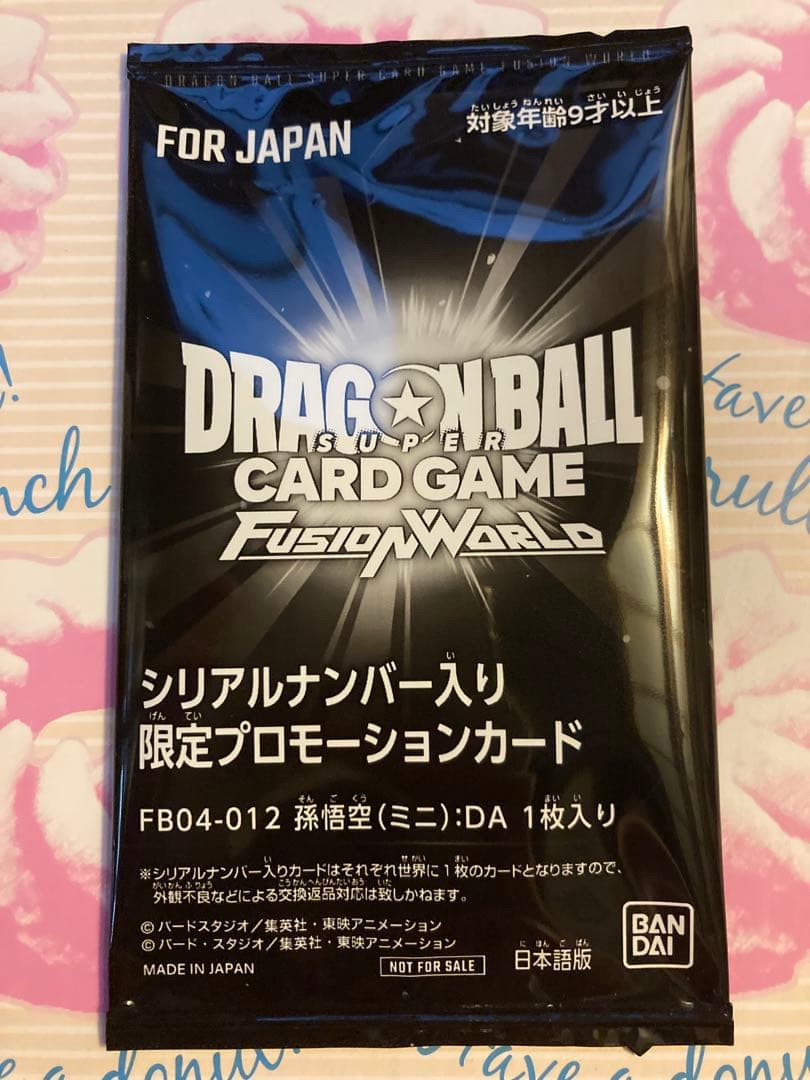 DRAGON BALL SUPER CARD GAME FUSION WORLD
FOR JAPAN
たいしょうねんれい さい い じょう
対象年齢9才以上
DRAGON BALL
SUPER
CARD GAME
FUSION WORLD
い
シリアルナンバー入り
げん てい
限定プロモーションカード
そん ご くう まい い
FB04-012 孫悟空(ミニ):DA 1枚入り
い せ かい まい
※シリアルナンバー入りカードはそれぞれ世界に1枚のカードとなりますので、
がいかん ふ りょう こうかんへんぴんたいおう いた
外観不良などによる交換返品対応は致しかねます。
©バードスタジオ/集英社・東映アニメーション
©バード・スタジオ/集英社・東映アニメーション
MADE IN JAPAN
NOT FOR SALE
に ほん ご ばん
日本語版
BAN
DAI
nch
Have
a donut!
Have a donu